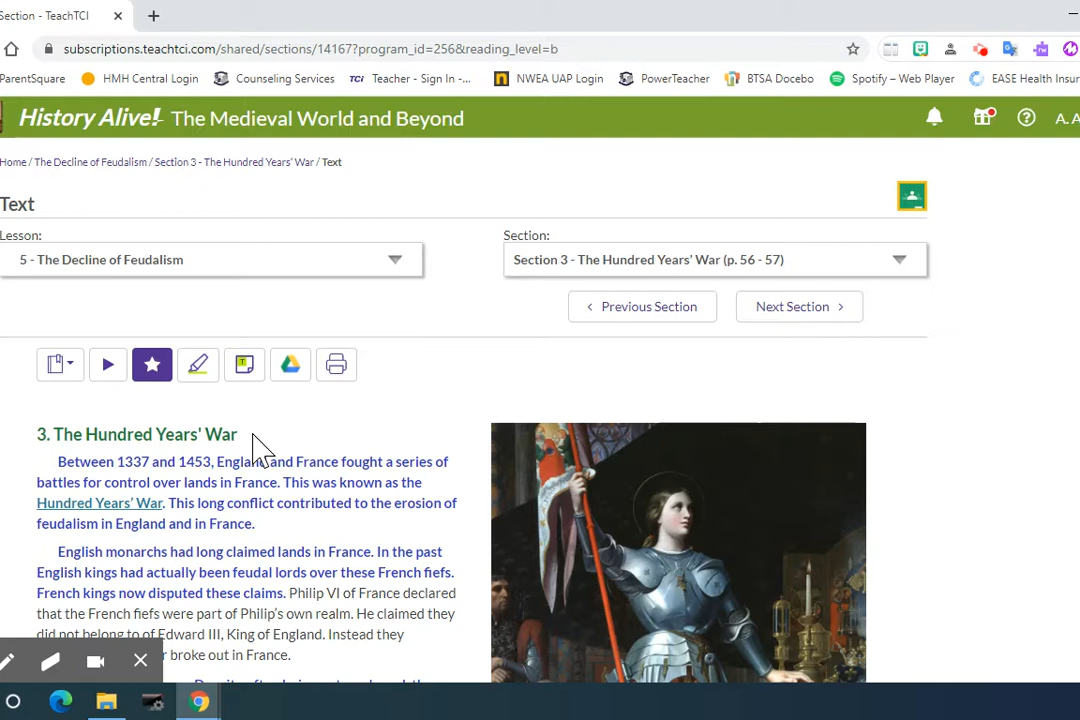 Section - TeachTCI
subscriptions.teachtci.com/shared/sections/14167?program_id=256&reading_level=b
ParentSquare HMH Central Login Counseling Services TCI Teacher - Sign In -... NWEA UAP Login PowerTeacher BTSA Docebo Spotify – Web Player EASE Health Insur
History Alive! The Medieval World and Beyond
A. A
Home / The Decline of Feudalism / Section 3 - The Hundred Years' War / Text
Text
Lesson: Section:
5 - The Decline of Feudalism Section 3 - The Hundred Years' War (p. 56 - 57)
‹ Previous Section Next Section ›
3. The Hundred Years' War
Between 1337 and 1453, England and France fought a series of
battles for control over lands in France. This was known as the
Hundred Years' War. This long conflict contributed to the erosion of
feudalism in England and in France.
English monarchs had long claimed lands in France. In the past
English kings had actually been feudal lords over these French fiefs.
French kings now disputed these claims. Philip VI of France declared
that the French fiefs were part of Philip's own realm. He claimed they
did not belong to of Edward III, King of England. Instead they
broke out in France.